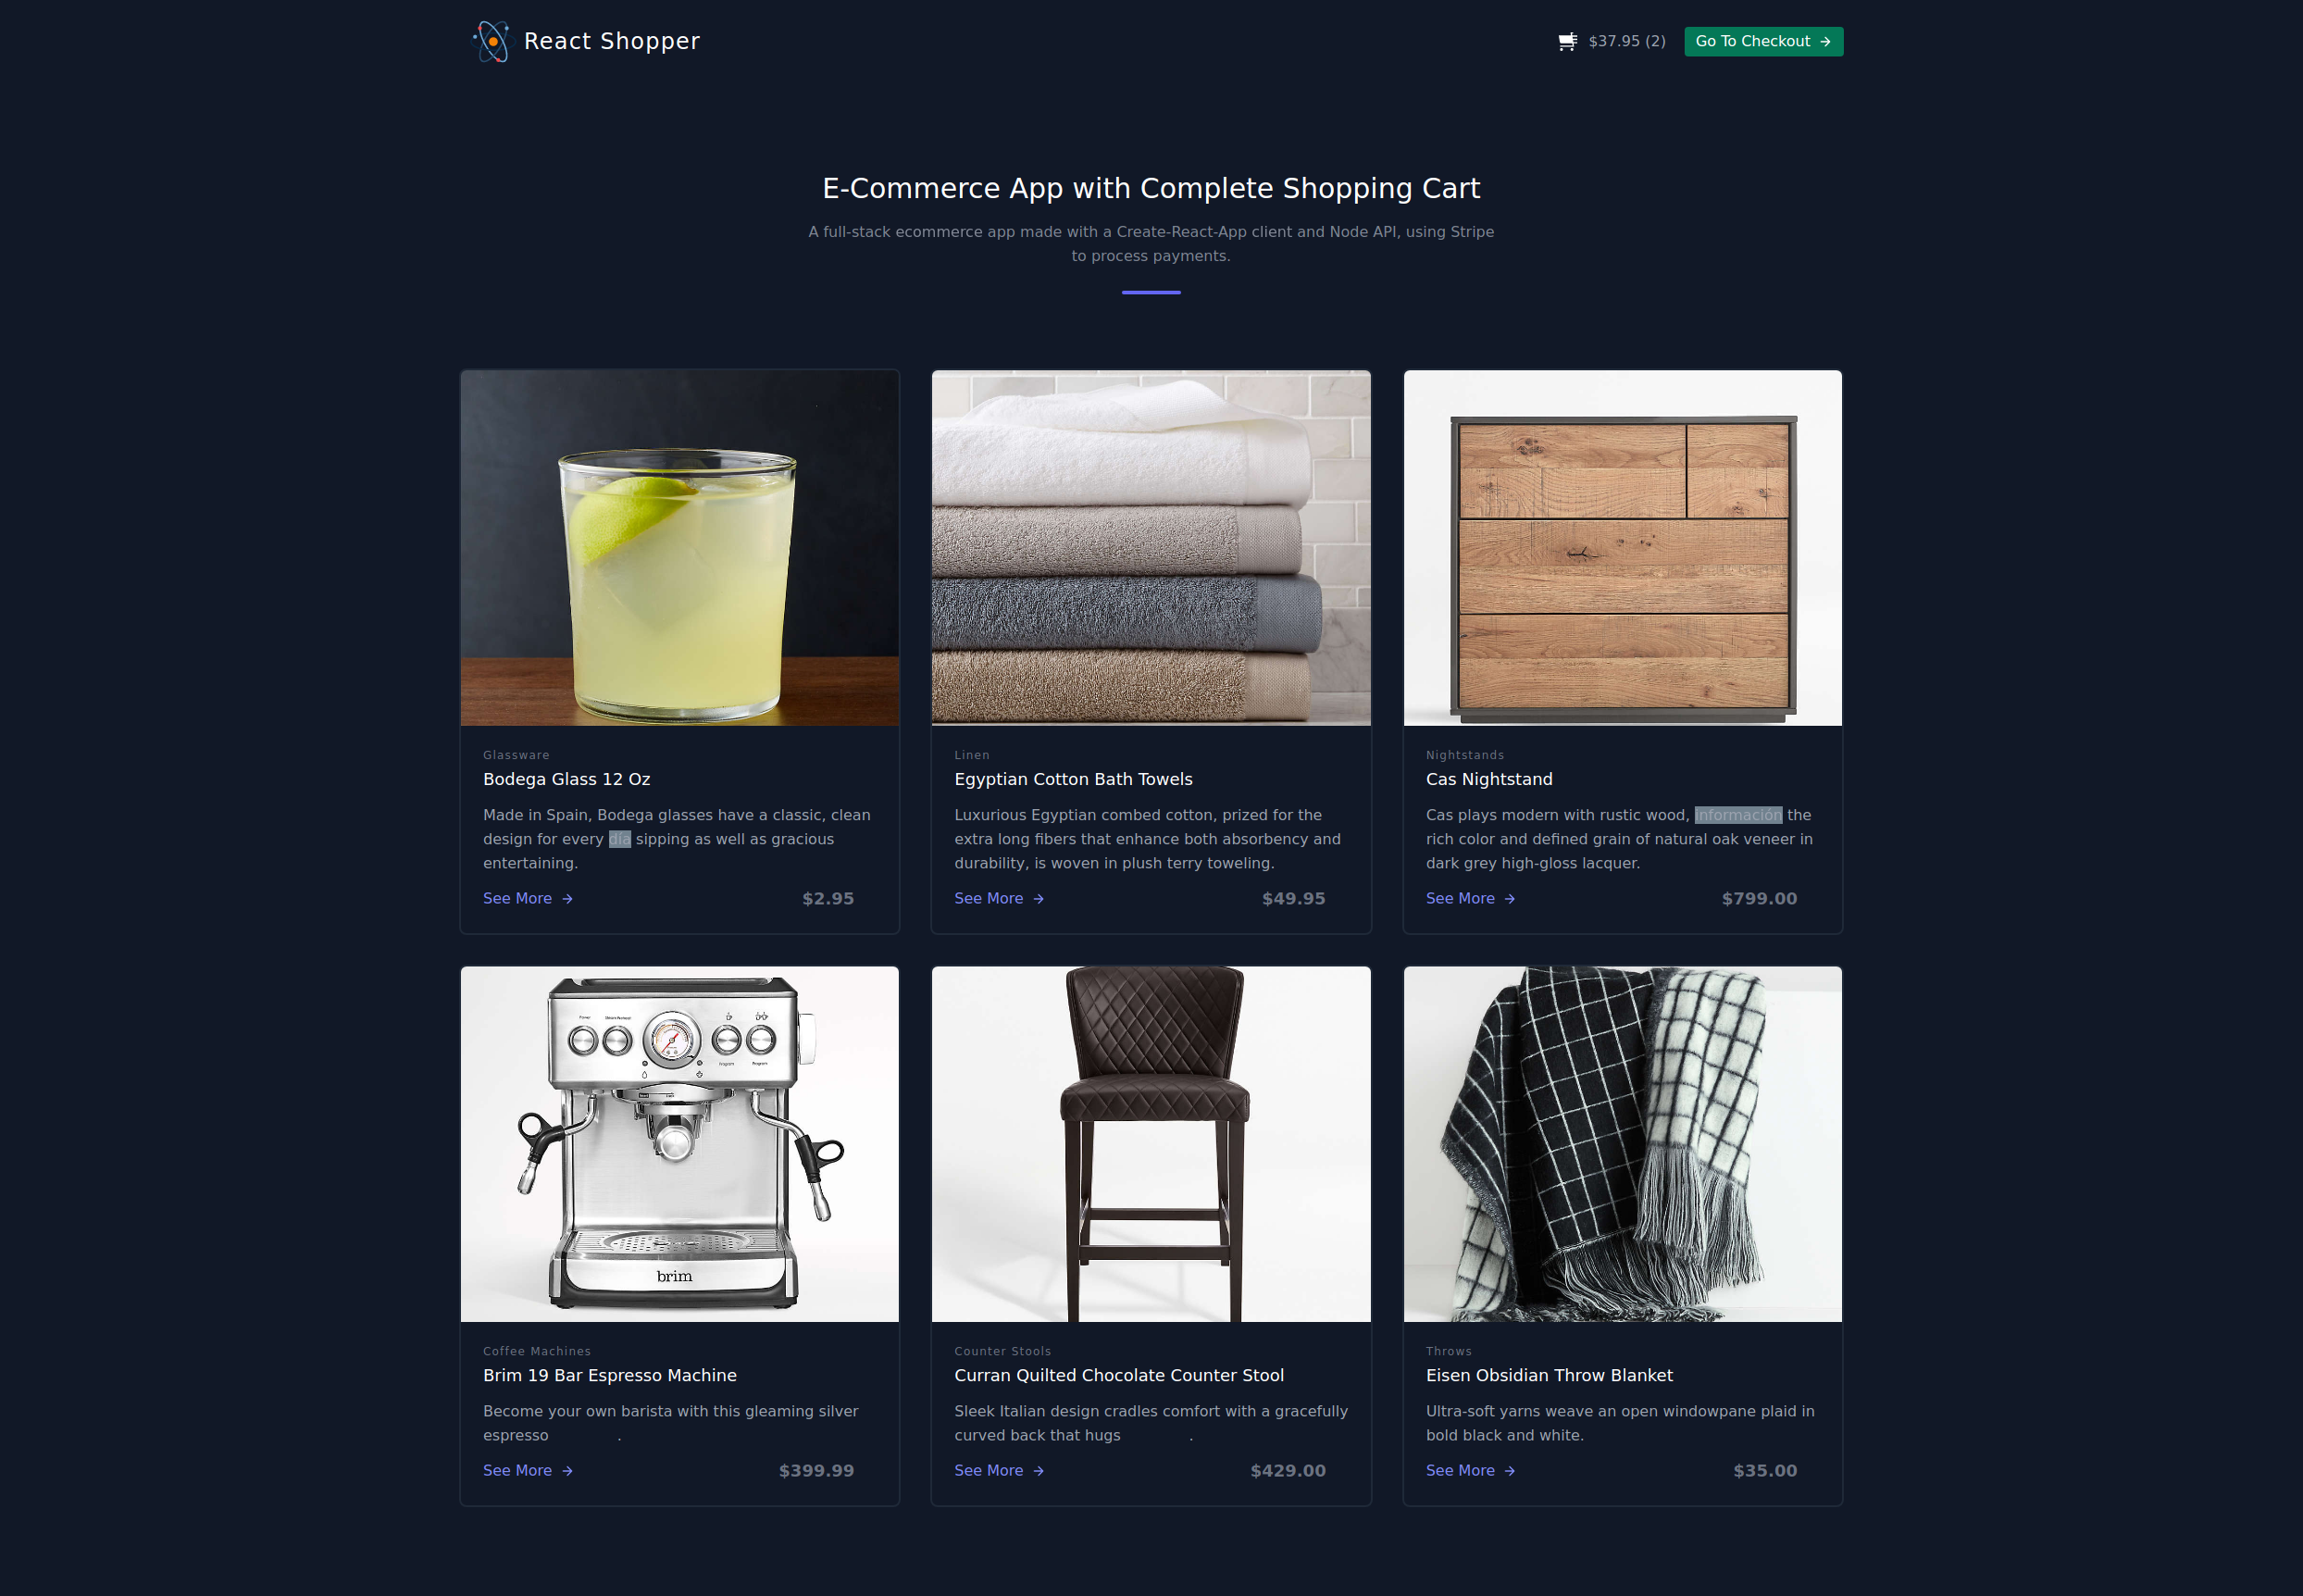 React Shopper
$37.95 (2)
Go To Checkout
E-Commerce App with Complete Shopping Cart
A full-stack ecommerce app made with a Create-React-App client and Node API, using Stripe
to process payments.
Glassware
Bodega Glass 12 Oz
Made in Spain, Bodega glasses have a classic, clean
design for every día sipping as well as gracious
entertaining.
See More
$2.95
Linen
Egyptian Cotton Bath Towels
Luxurious Egyptian combed cotton, prized for the
extra long fibers that enhance both absorbency and
durability, is woven in plush terry toweling.
See More
$49.95
Nightstands
Cas Nightstand
Cas plays modern with rustic wood, información the
rich color and defined grain of natural oak veneer in
dark grey high-gloss lacquer.
See More
$799.00
brim
Coffee Machines
Brim 19 Bar Espresso Machine
Become your own barista with this gleaming silver
espresso .
See More
$399.99
Counter Stools
Curran Quilted Chocolate Counter Stool
Sleek Italian design cradles comfort with a gracefully
curved back that hugs .
See More
$429.00
Throws
Eisen Obsidian Throw Blanket
Ultra-soft yarns weave an open windowpane plaid in
bold black and white.
See More
$35.00